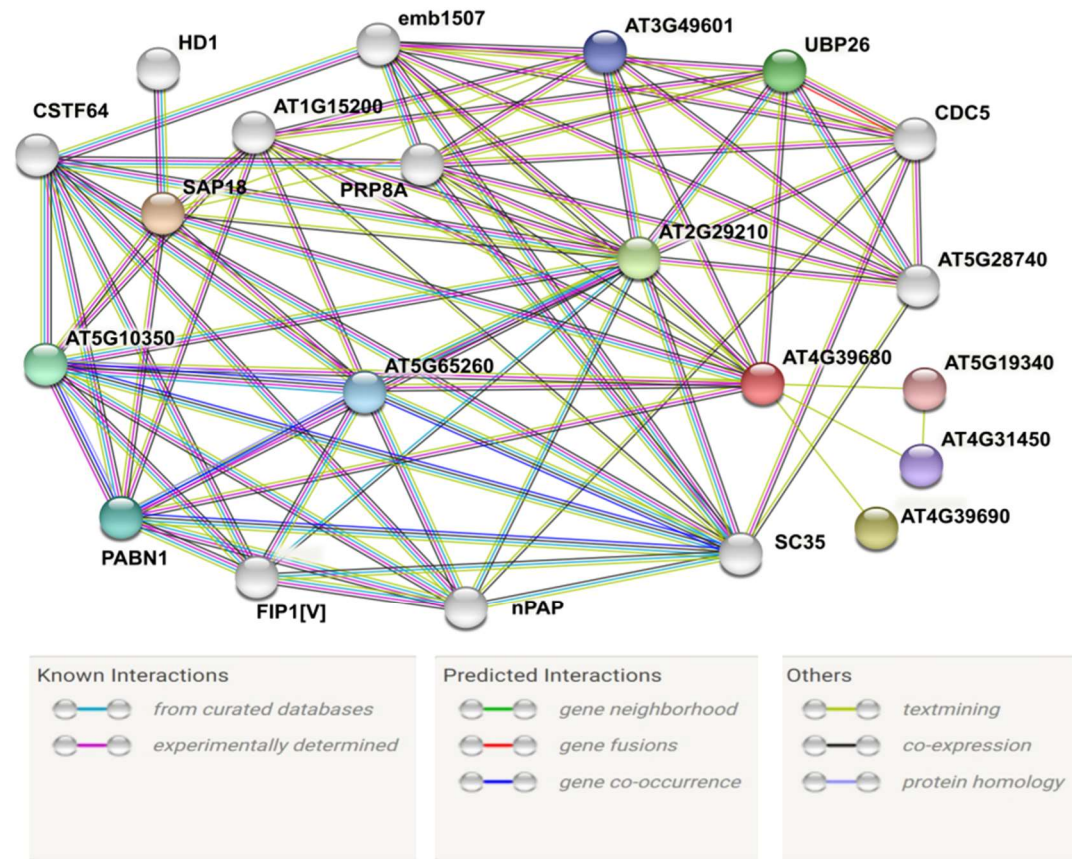 emb1507
AT3G49601
UBP26
HD1
CSTF64
AT1G15200
CDC5
SAP18
PRP8A
AT2G29210
AT5G28740
AT5G10350
AT5G65260
AT4G39680
AT5G19340
AT4G31450
AT4G39690
PABN1
SC35
FIP1[V]
nPAP
Known Interactions
from curated databases
experimentally determined
Predicted Interactions
gene neighborhood
gene fusions
gene co-occurrence
Others
textmining
co-expression
protein homology